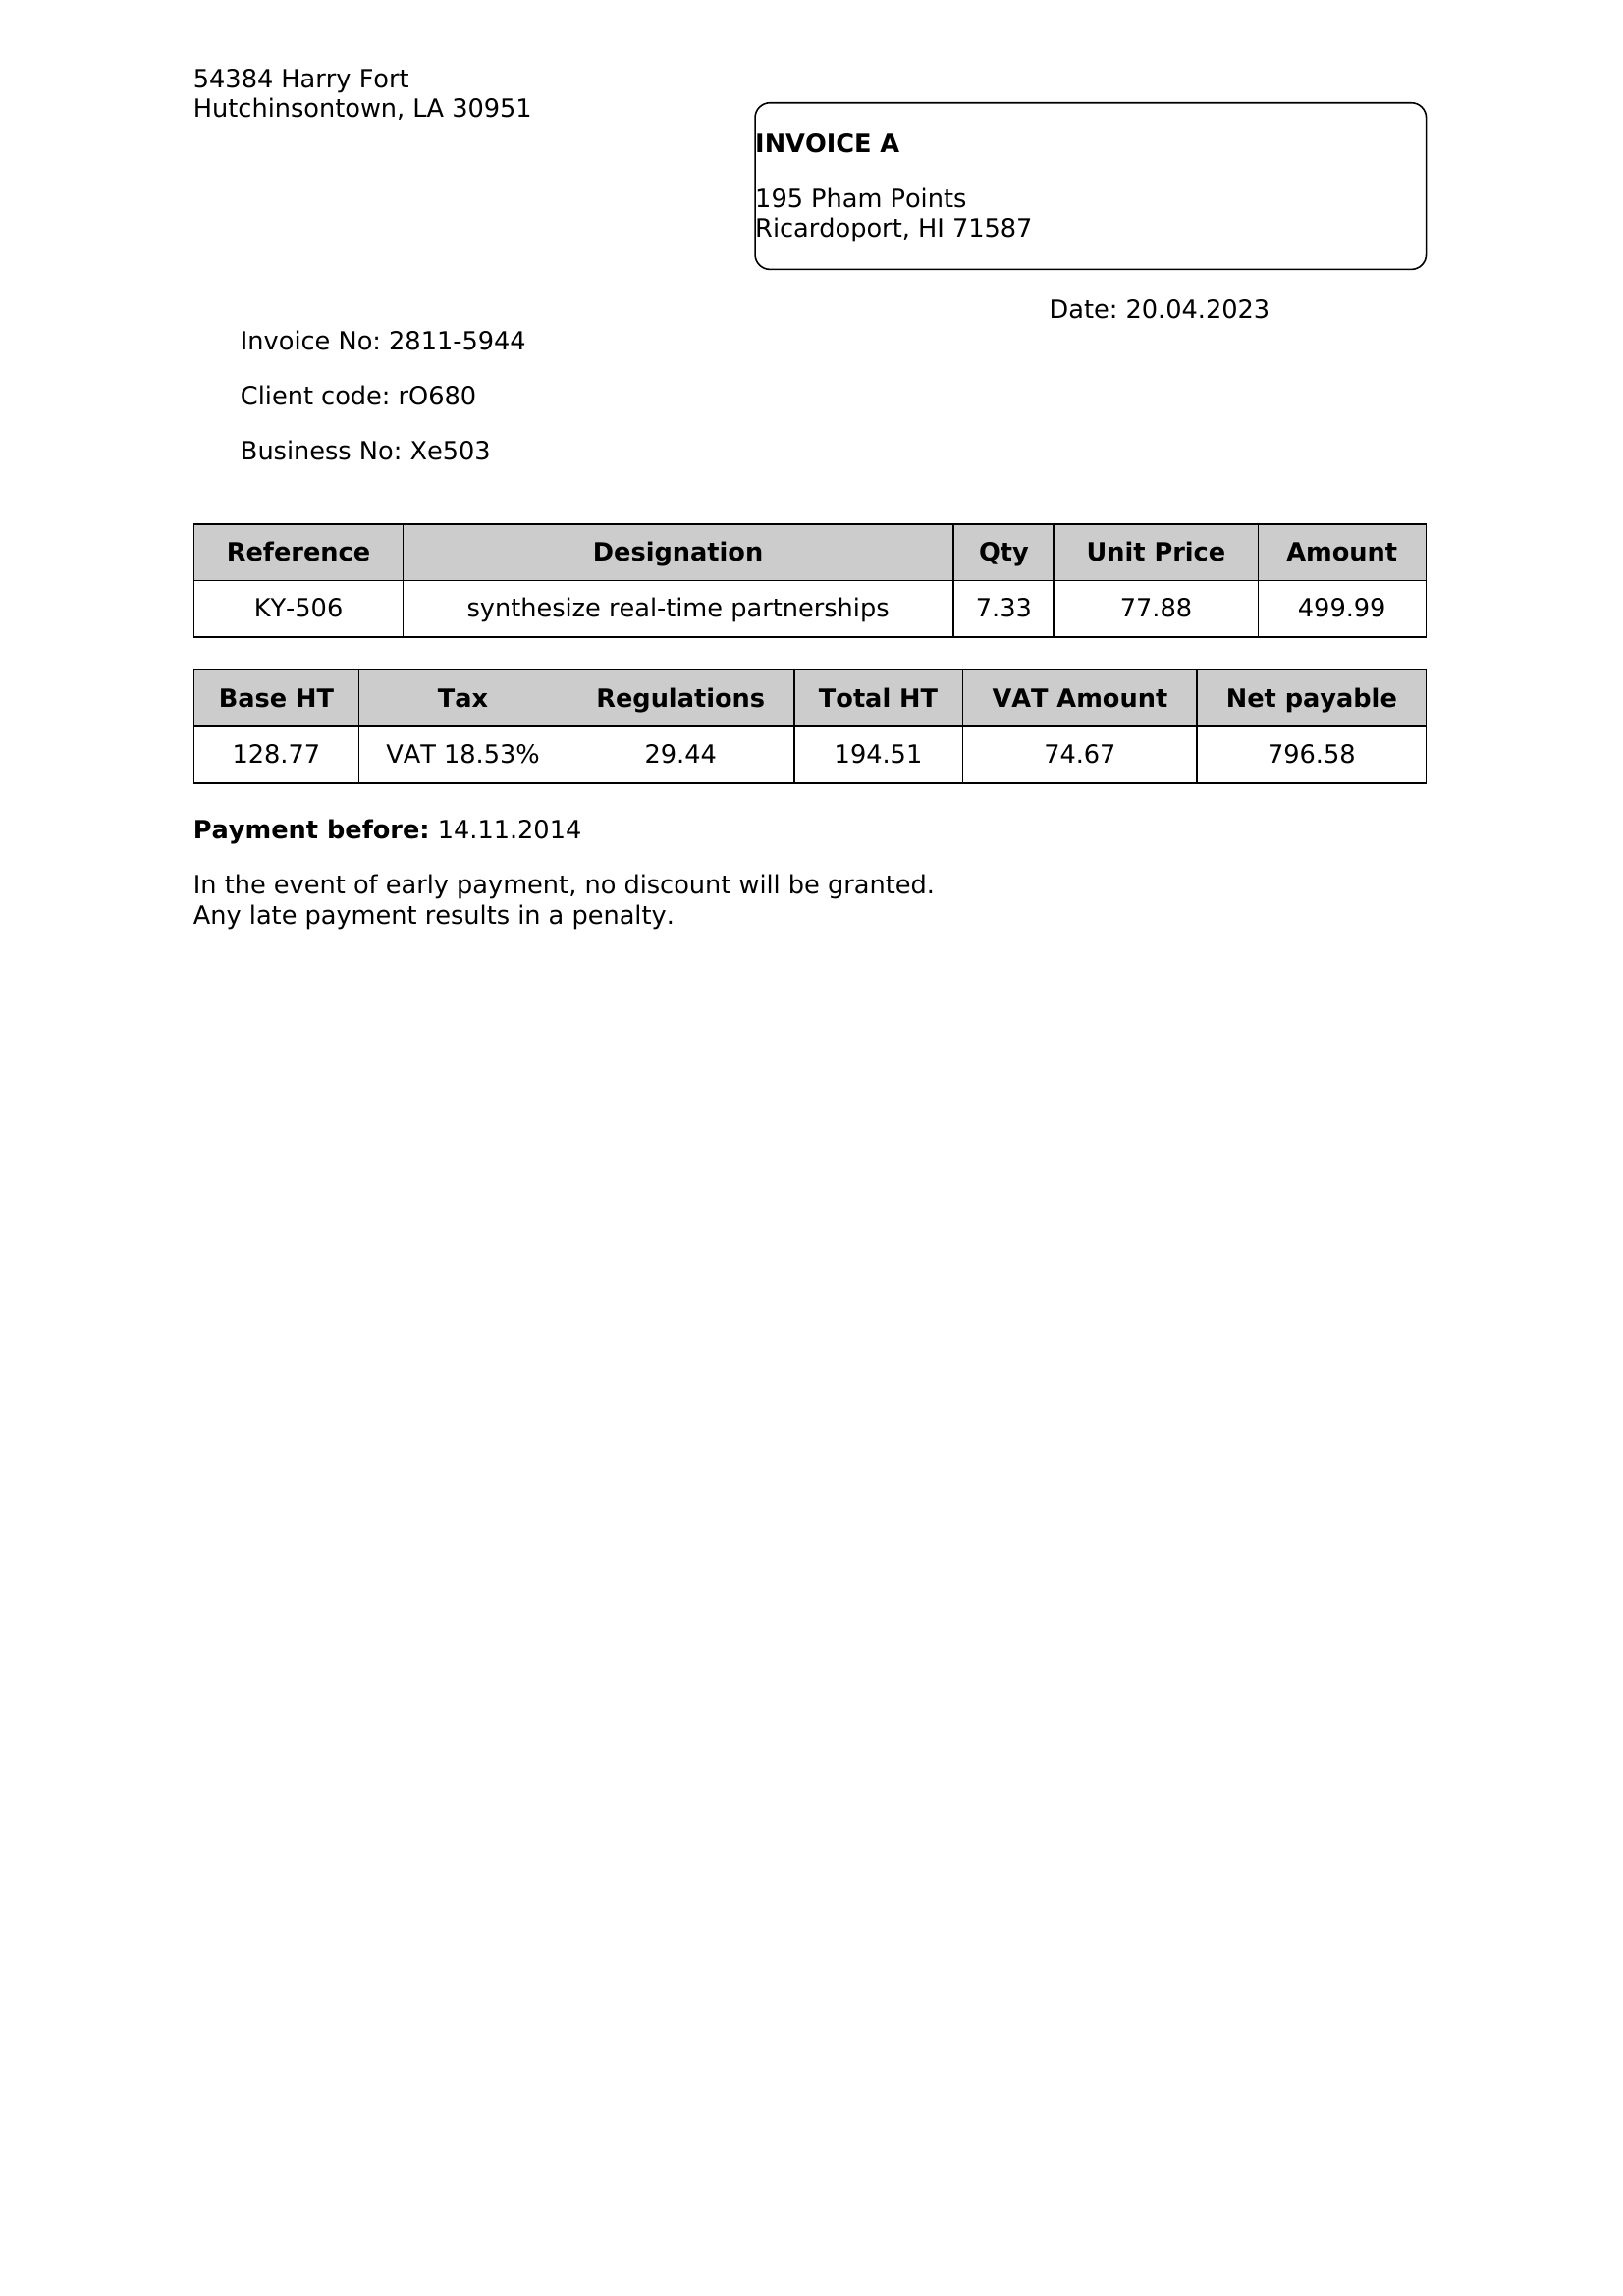 54384 Harry Fort
Hutchinsontown, LA 30951
INVOICE A
195 Pham Points
Ricardoport, HI 71587
Date: 20.04.2023
Invoice No: 2811-5944
Client code: rO680
Business No: Xe503
Reference Designation Qty Unit Price Amount
KY-506 synthesize real-time partnerships 7.33 77.88 499.99
Base HT Tax Regulations Total HT VAT Amount Net payable
128.77 VAT 18.53% 29.44 194.51 74.67 796.58
Payment before: 14.11.2014
In the event of early payment, no discount will be granted.
Any late payment results in a penalty.